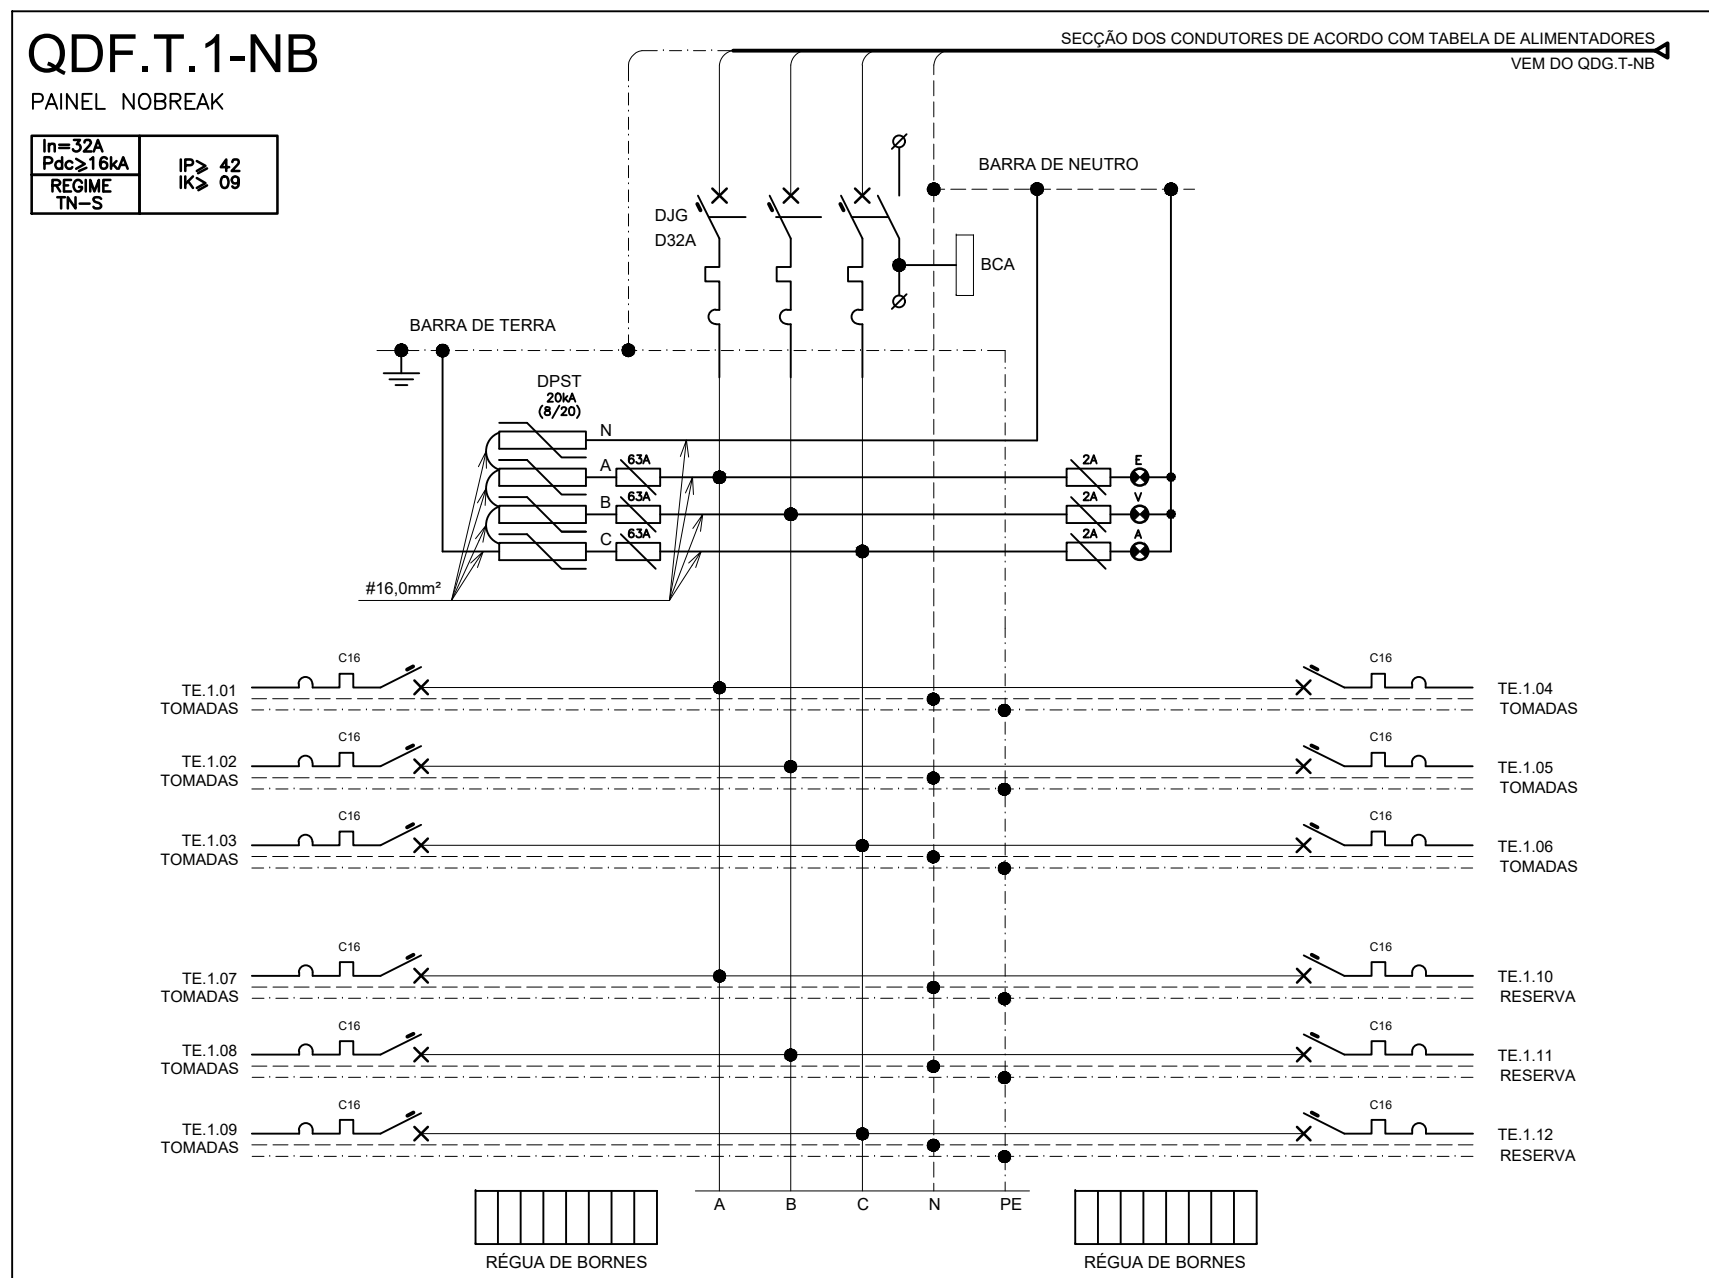 QDF.T.1-NB
PAINEL NOBREAK
In=32A
Pdc≥16kA
REGIME
TN-S
IP≥ 42
IK≥ 09
SECÇÃO DOS CONDUTORES DE ACORDO COM TABELA DE ALIMENTADORES
VEM DO QDG.T-NB
BARRA DE NEUTRO
DJG
D32A
BCA
BARRA DE TERRA
DPST
20kA
(8/20)
N
A 63A 2A E
B 63A 2A V
C 63A 2A A
#16,0mm²
C16
TE.1.01
TOMADAS
C16
TE.1.04
TOMADAS
C16
TE.1.02
TOMADAS
C16
TE.1.05
TOMADAS
C16
TE.1.03
TOMADAS
C16
TE.1.06
TOMADAS
C16
TE.1.07
TOMADAS
C16
TE.1.10
RESERVA
C16
TE.1.08
TOMADAS
C16
TE.1.11
RESERVA
C16
TE.1.09
TOMADAS
C16
TE.1.12
RESERVA
A B C N PE
RÉGUA DE BORNES
RÉGUA DE BORNES